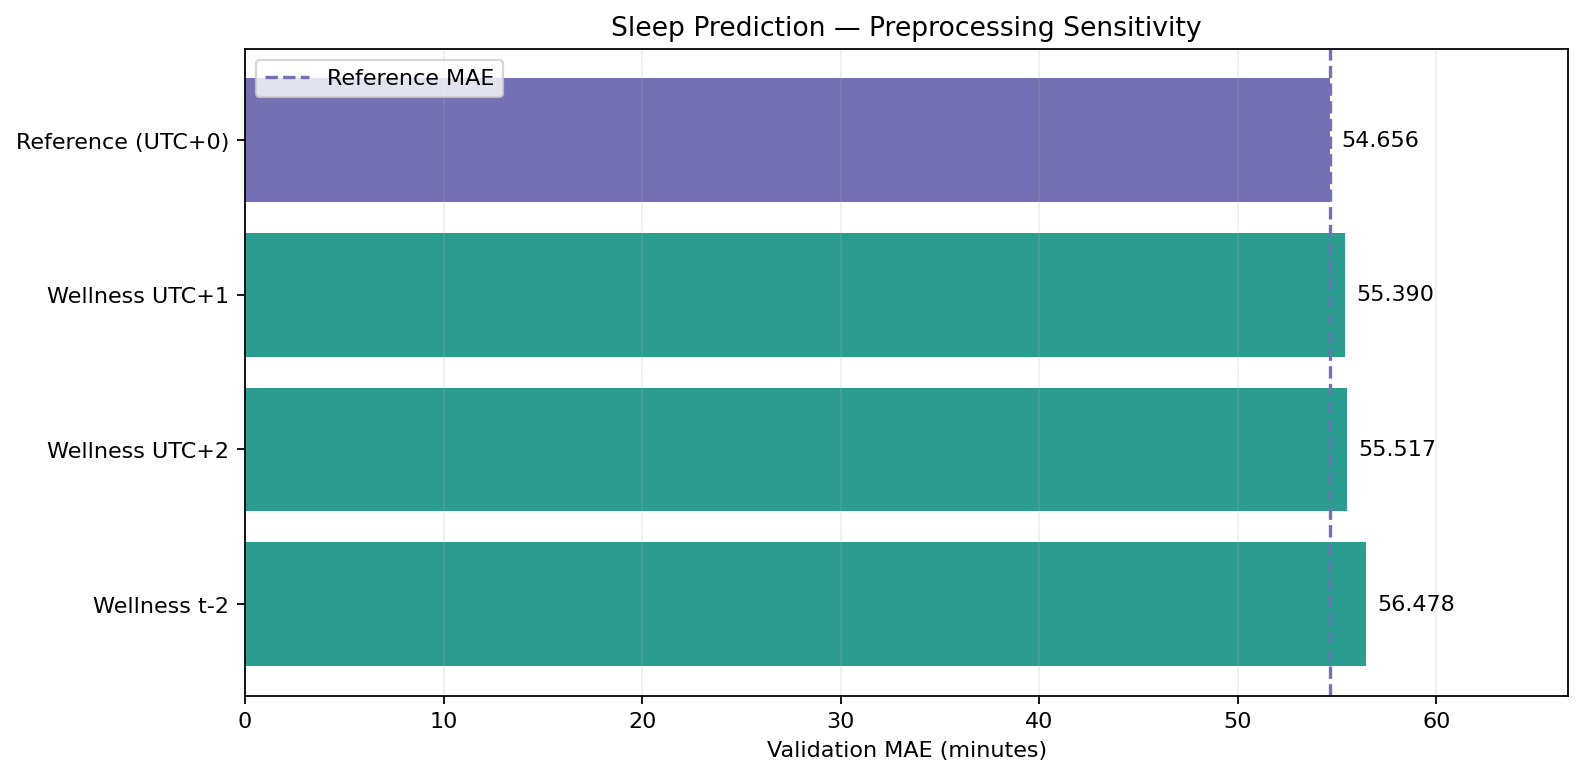 Sleep Prediction — Preprocessing Sensitivity
Reference MAE
Reference (UTC+0)
54.656
Wellness UTC+1
55.390
Wellness UTC+2
55.517
Wellness t-2
56.478
0 10 20 30 40 50 60
Validation MAE (minutes)